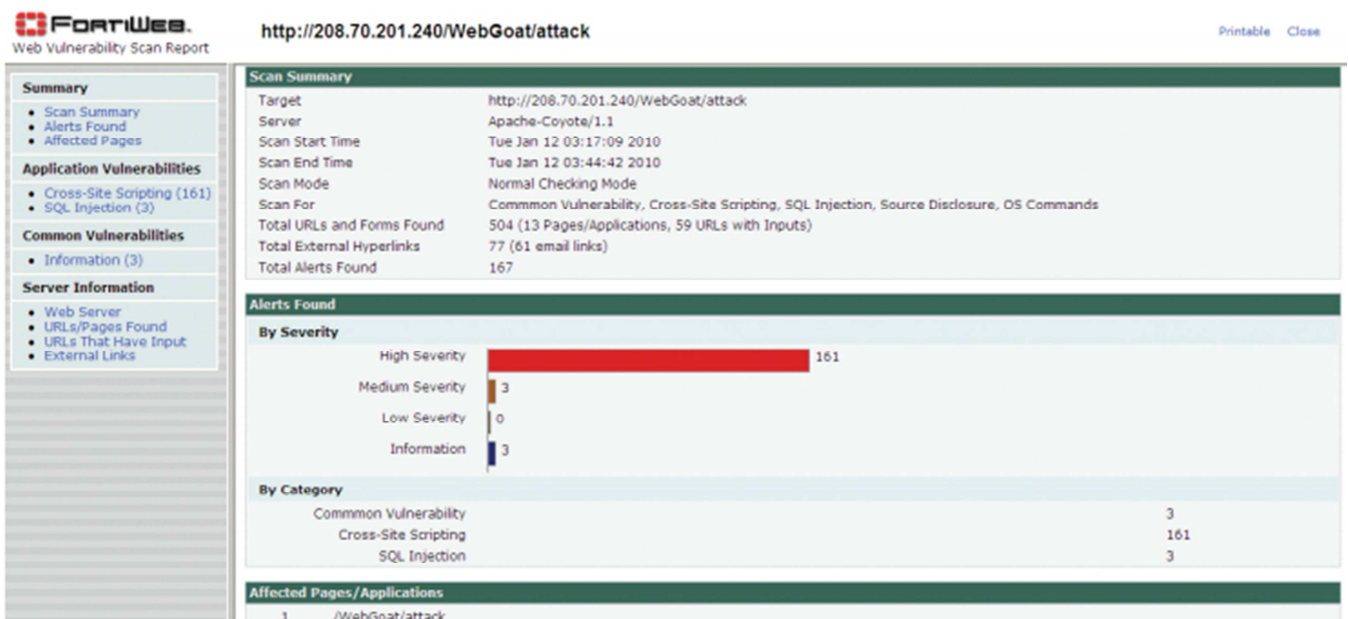 FORTIWEB.
Web Vulnerability Scan Report
http://208.70.201.240/WebGoat/attack
Printable Close
Summary
Scan Summary
Alerts Found
Affected Pages
Application Vulnerabilities
Cross-Site Scripting (161)
SQL Injection (3)
Common Vulnerabilities
Information (3)
Server Information
Web Server
URLs/Pages Found
URLs That Have Input
External Links
Scan Summary
Target http://208.70.201.240/WebGoat/attack
Server Apache-Coyote/1.1
Scan Start Time Tue Jan 12 03:17:09 2010
Scan End Time Tue Jan 12 03:44:42 2010
Scan Mode Normal Checking Mode
Scan For Commmon Vulnerability, Cross-Site Scripting, SQL Injection, Source Disclosure, OS Commands
Total URLs and Forms Found 504 (13 Pages/Applications, 59 URLs with Inputs)
Total External Hyperlinks 77 (61 email links)
Total Alerts Found 167
Alerts Found
By Severity
High Severity 161
Medium Severity 3
Low Severity 0
Information 3
By Category
Commmon Vulnerability 3
Cross-Site Scripting 161
SQL Injection 3
Affected Pages/Applications
1 /WebGoat/attack